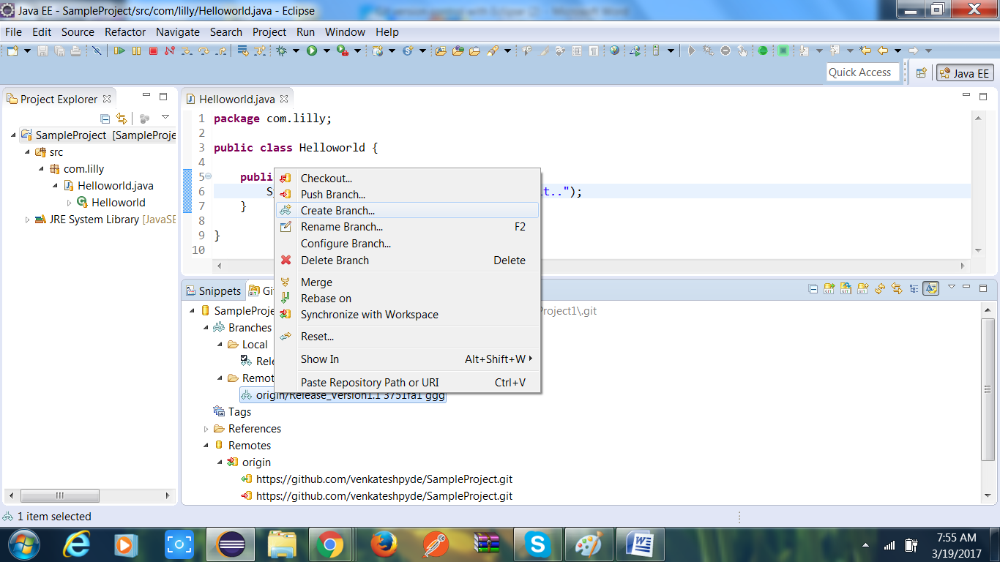 Java EE - SampleProject/src/com/lilly/Helloworld.java - Eclipse
File Edit Source Refactor Navigate Search Project Run Window Help
Quick Access
Java EE
Project Explorer
SampleProject [SampleProje
src
com.lilly
Helloworld.java
Helloworld
JRE System Library [JavaSE
Helloworld.java
1 package com.lilly;
2
3 public class Helloworld {
4
5 publi
6 S it..");
7 }
8
9 }
10
Checkout...
Push Branch...
Create Branch...
Rename Branch... F2
Configure Branch...
Delete Branch Delete
Merge
Rebase on
Synchronize with Workspace
Reset...
Show In Alt+Shift+W
Paste Repository Path or URI Ctrl+V
Snippets Gi
SampleProje Project1\.git
Branches
Local
Rele
Remot
origin/Release_Version1.1 3751fa1 ggg
Tags
References
Remotes
origin
https://github.com/venkateshpyde/SampleProject.git
https://github.com/venkateshpyde/SampleProject.git
1 item selected
7:55 AM
3/19/2017